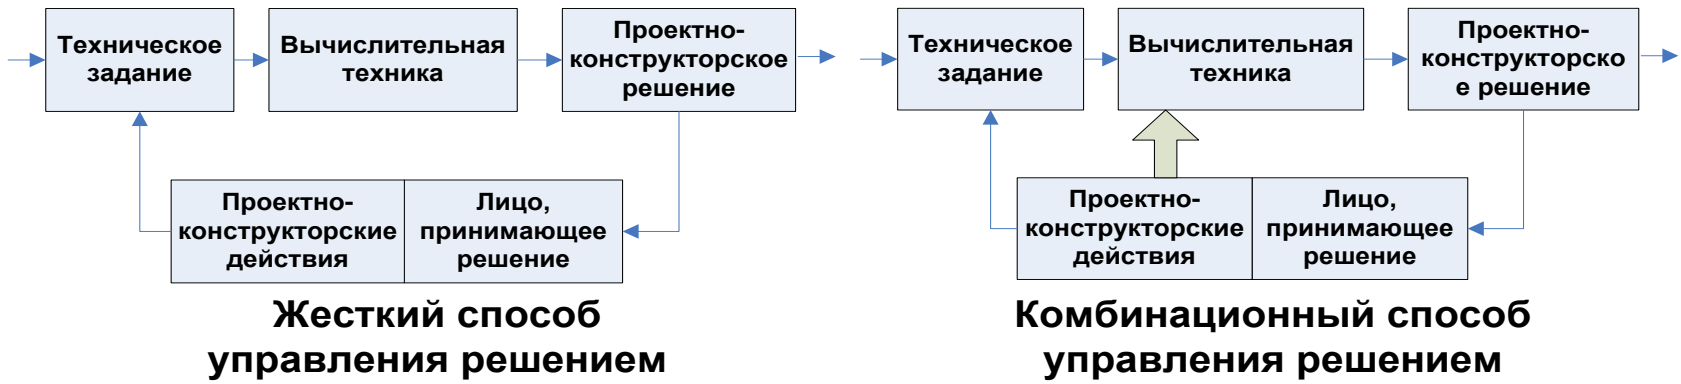 Техническое
задание
Вычислительная
техника
Проектно-
конструкторское
решение
Проектно-
конструкторские
действия
Лицо,
принимающее
решение
Жесткий способ
управления решением
Техническое
задание
Вычислительная
техника
Проектно-
конструкторско
е решение
Проектно-
конструкторские
действия
Лицо,
принимающее
решение
Комбинационный способ
управления решением